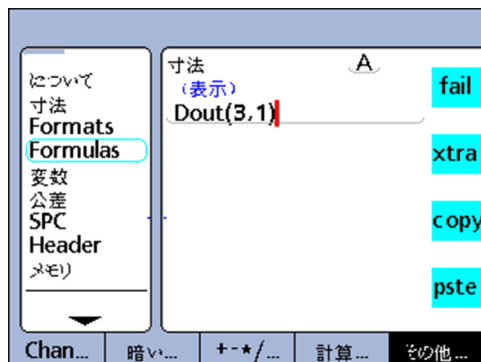 について
寸法
Formats
Formulas
変数
公差
SPC
Header
メモリ
寸法
A
(表示)
Dout(3,1)
fail
xtra
copy
pste
Chan...
暗い...
+-*/...
計算...
その他...